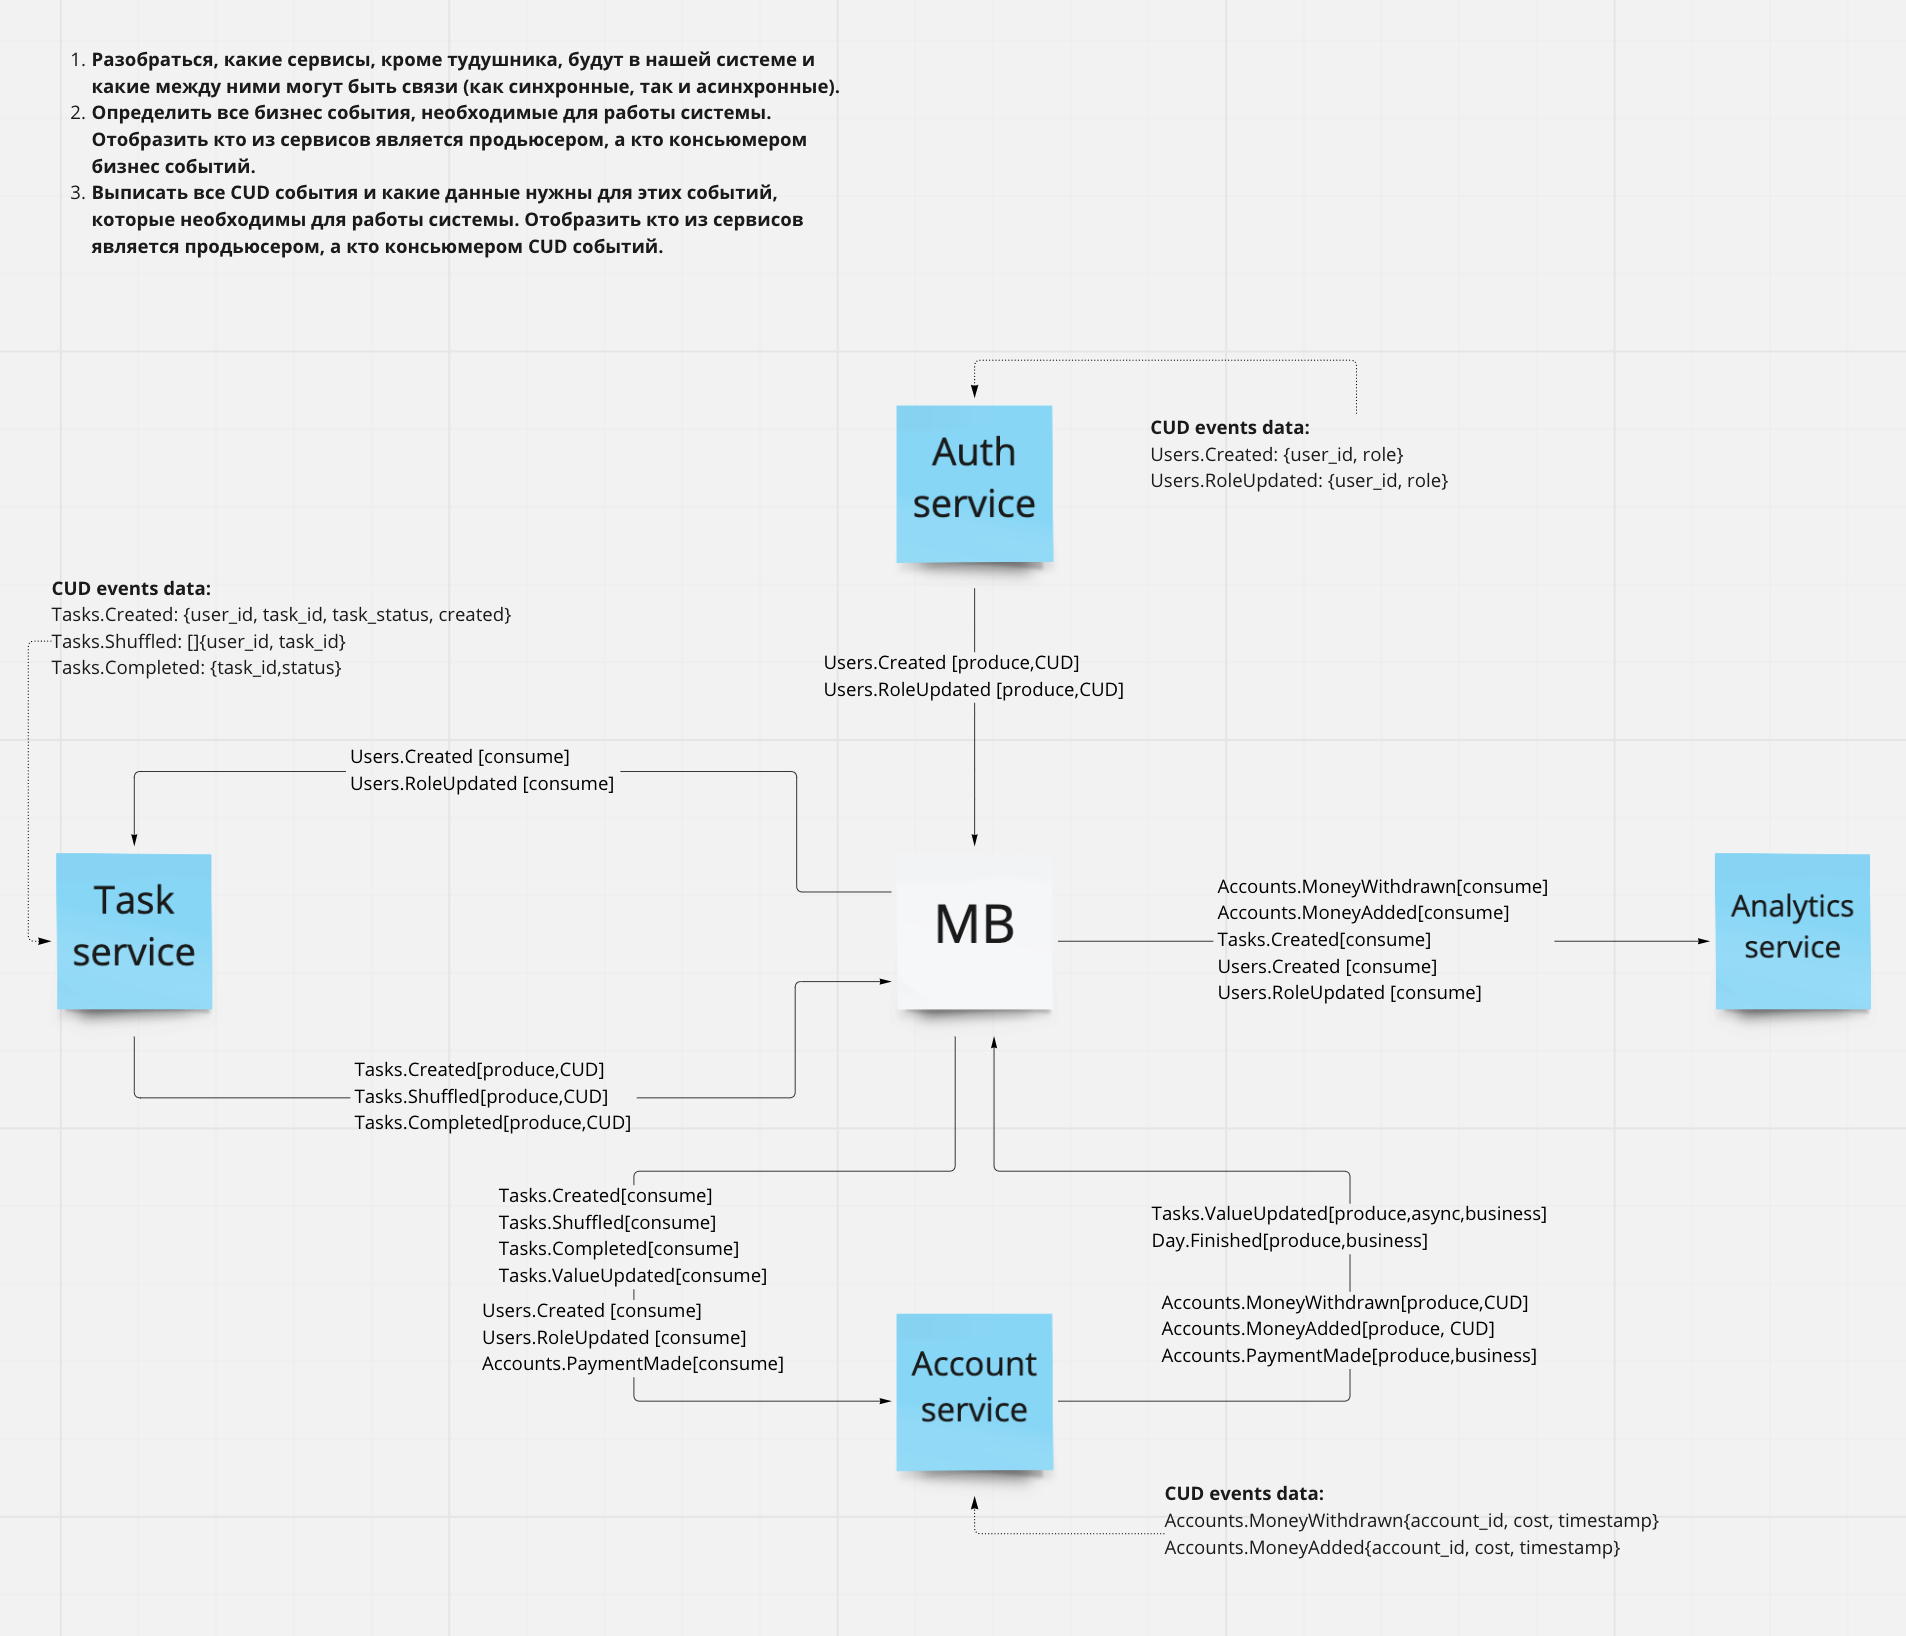 1. Разобраться, какие сервисы, кроме тудушника, будут в нашей системе и
какие между ними могут быть связи (как синхронные, так и асинхронные).
2. Определить все бизнес события, необходимые для работы системы.
Отобразить кто из сервисов является продьюсером, а кто консьюмером
бизнес событий.
3. Выписать все CUD события и какие данные нужны для этих событий,
которые необходимы для работы системы. Отобразить кто из сервисов
является продьюсером, а кто консьюмером CUD событий.
Auth
service
CUD events data:
Users.Created: {user_id, role}
Users.RoleUpdated: {user_id, role}
CUD events data:
Tasks.Created: {user_id, task_id, task_status, created}
Tasks.Shuffled: []{user_id, task_id}
Tasks.Completed: {task_id,status}
Users.Created [produce,CUD]
Users.RoleUpdated [produce,CUD]
Users.Created [consume]
Users.RoleUpdated [consume]
Task
service
MB
Accounts.MoneyWithdrawn[consume]
Accounts.MoneyAdded[consume]
Tasks.Created[consume]
Users.Created [consume]
Users.RoleUpdated [consume]
Analytics
service
Tasks.Created[produce,CUD]
Tasks.Shuffled[produce,CUD]
Tasks.Completed[produce,CUD]
Tasks.Created[consume]
Tasks.Shuffled[consume]
Tasks.Completed[consume]
Tasks.ValueUpdated[consume]
Users.Created [consume]
Users.RoleUpdated [consume]
Accounts.PaymentMade[consume]
Tasks.ValueUpdated[produce,async,business]
Day.Finished[produce,business]
Accounts.MoneyWithdrawn[produce,CUD]
Accounts.MoneyAdded[produce, CUD]
Accounts.PaymentMade[produce,business]
Account
service
CUD events data:
Accounts.MoneyWithdrawn{account_id, cost, timestamp}
Accounts.MoneyAdded{account_id, cost, timestamp}